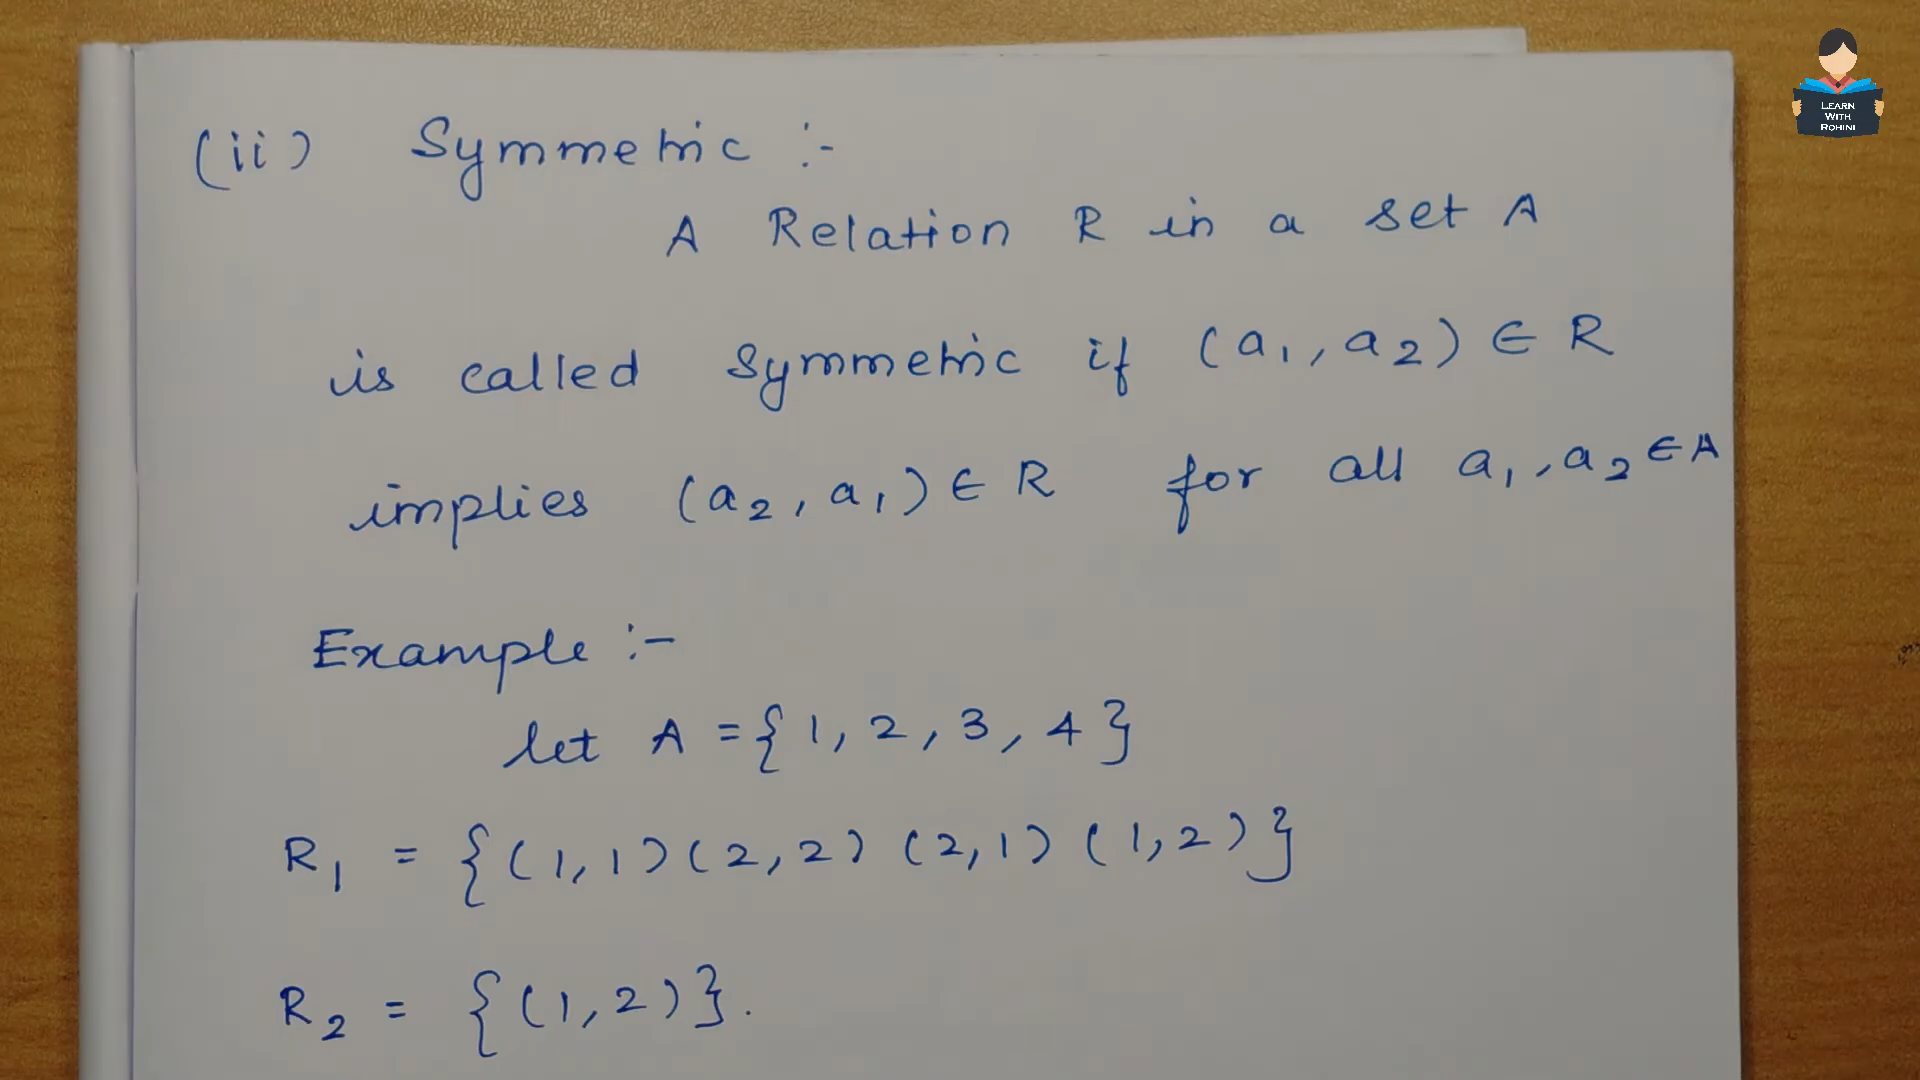 LEARN
WITH
ROHINI
(ii) Symmetric :-
A Relation R in a set A
is called Symmetric if (a₁, a₂) ∈ R
implies (a₂, a₁) ∈ R for all a₁, a₂ ∈ A
Example :-
let A = {1, 2, 3, 4}
R₁ = {(1,1)(2,2) (2,1) (1,2)}
R₂ = {(1,2)}.